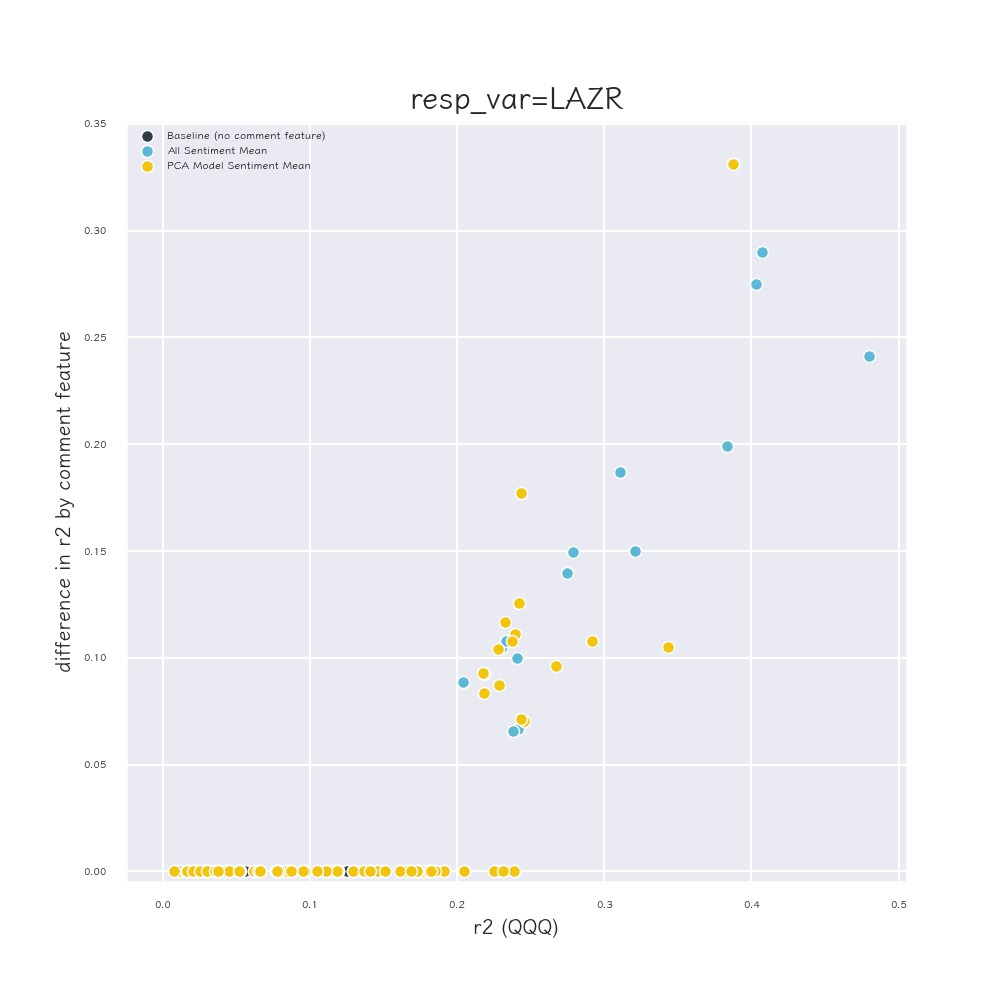 resp_var=LAZR
0.35
Baseline (no comment feature)
All Sentiment Mean
PCA Model Sentiment Mean
0.30
0.25
0.20
0.15
0.10
0.05
0.00
difference in r2 by comment feature
0.0 0.1 0.2 0.3 0.4 0.5
r2 (QQQ)